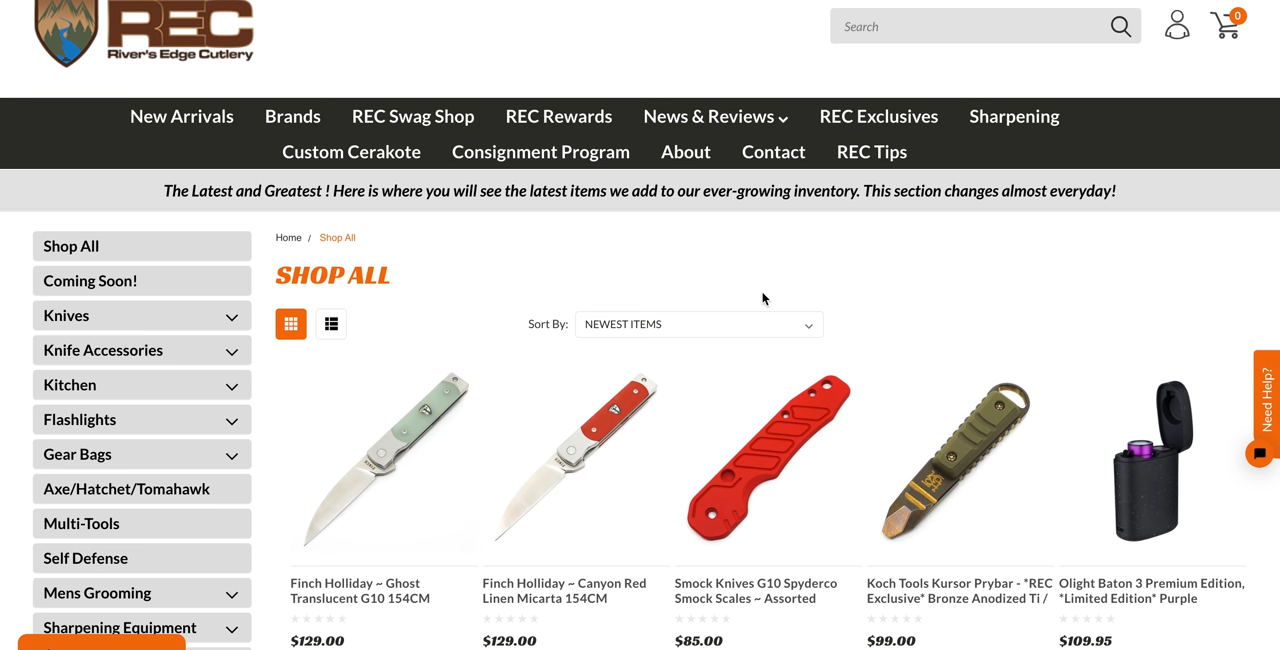 REC
River's Edge Cutlery
Search
0
New Arrivals Brands REC Swag Shop REC Rewards News & Reviews REC Exclusives Sharpening
Custom Cerakote Consignment Program About Contact REC Tips
The Latest and Greatest ! Here is where you will see the latest items we add to our ever-growing inventory. This section changes almost everyday!
Shop All
Coming Soon!
Knives
Knife Accessories
Kitchen
Flashlights
Gear Bags
Axe/Hatchet/Tomahawk
Multi-Tools
Self Defense
Mens Grooming
Sharpening Equipment
Home / Shop All
SHOP ALL
Sort By: NEWEST ITEMS
Finch Holliday ~ Ghost
Translucent G10 154CM
$129.00
Finch Holliday ~ Canyon Red
Linen Micarta 154CM
$129.00
Smock Knives G10 Spyderco
Smock Scales ~ Assorted
$85.00
Koch Tools Kursor Prybar - *REC
Exclusive* Bronze Anodized Ti /
$99.00
Olight Baton 3 Premium Edition,
*Limited Edition* Purple
$109.95
Need Help?